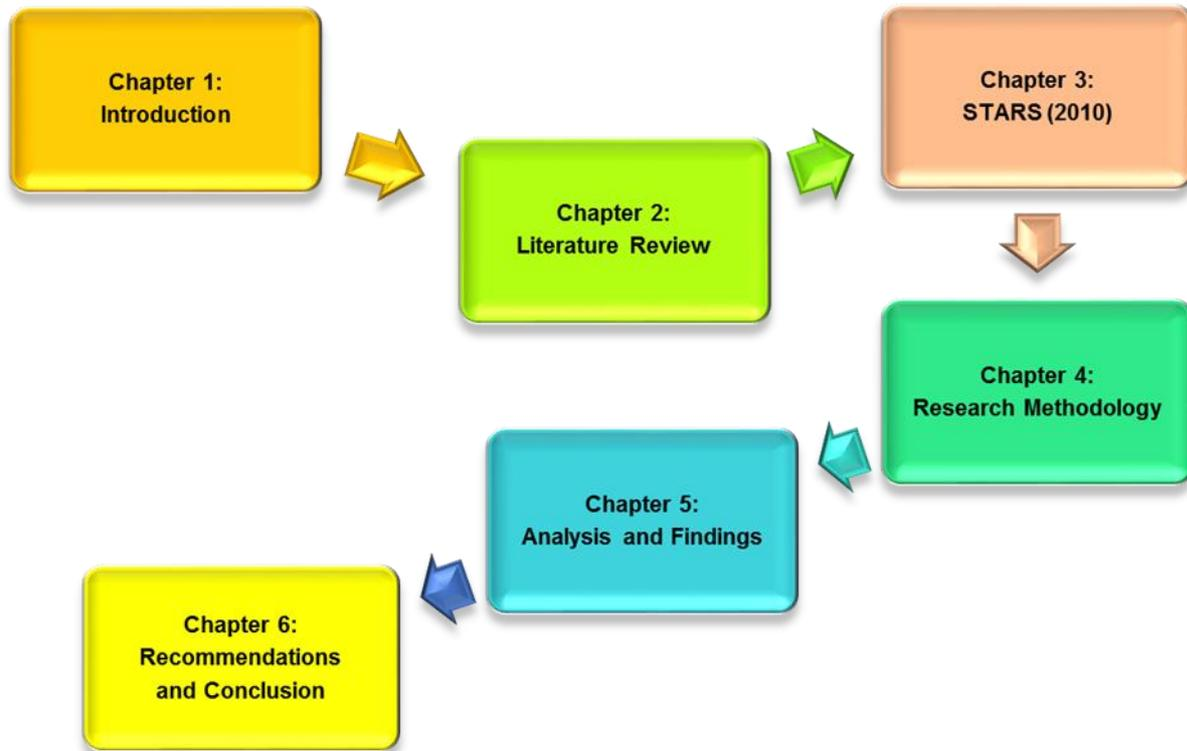 Chapter 1:
Introduction
Chapter 2:
Literature Review
Chapter 3:
STARS (2010)
Chapter 4:
Research Methodology
Chapter 5:
Analysis and Findings
Chapter 6:
Recommendations
and Conclusion